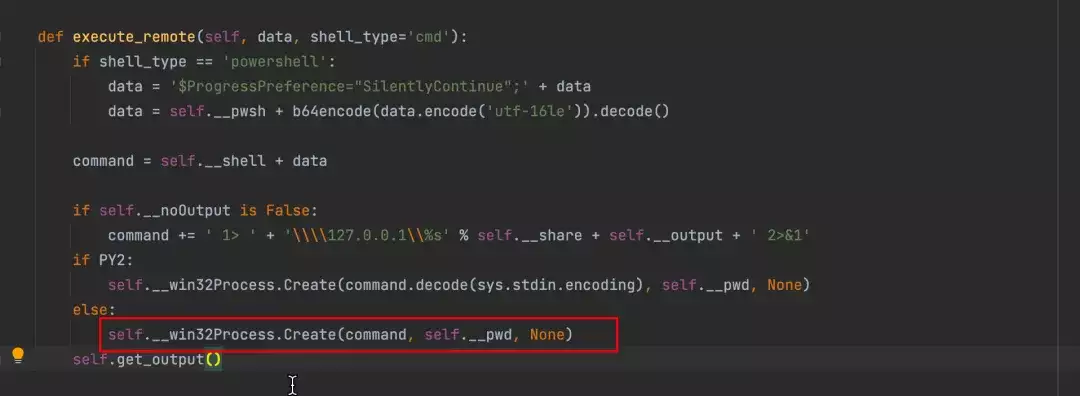 def execute_remote(self, data, shell_type='cmd'):
if shell_type == 'powershell':
data = '$ProgressPreference="SilentlyContinue";' + data
data = self.__pwsh + b64encode(data.encode('utf-16le')).decode()
command = self.__shell + data
if self.__noOutput is False:
command += ' 1> ' + '\\\\127.0.0.1\\%s' % self.__share + self.__output + ' 2>&1'
if PY2:
self.__win32Process.Create(command.decode(sys.stdin.encoding), self.__pwd, None)
else:
self.__win32Process.Create(command, self.__pwd, None)
self.get_output()